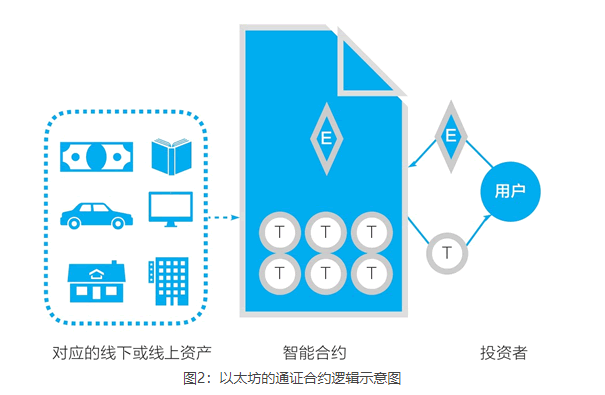 E
E
用户
T T T
T
T T T
对应的线下或线上资产 智能合约 投资者
图2：以太坊的通证合约逻辑示意图